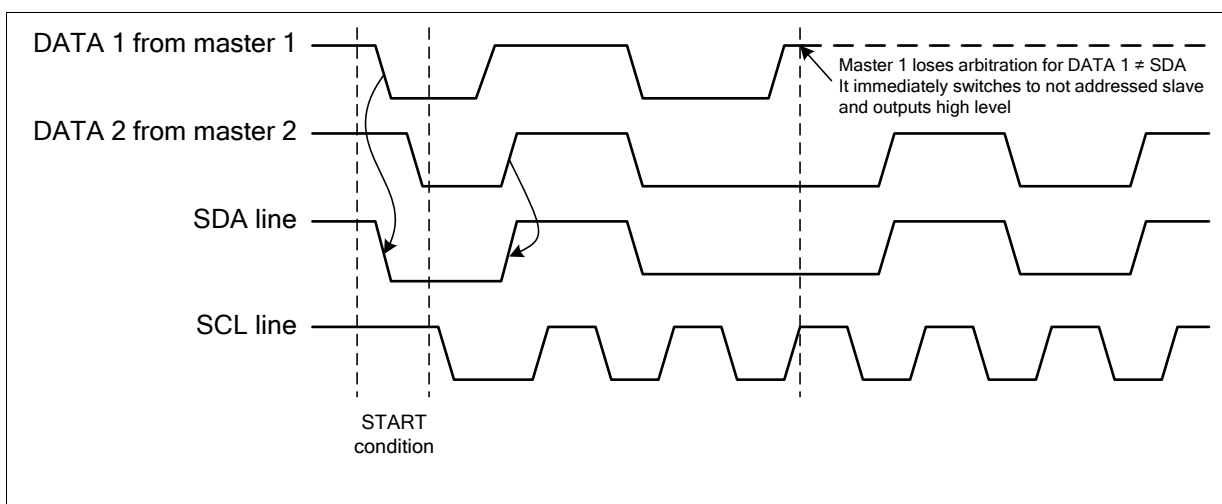 DATA 1 from master 1
Master 1 loses arbitration for DATA 1 ≠ SDA
It immediately switches to not addressed slave
and outputs high level
DATA 2 from master 2
SDA line
SCL line
START
condition